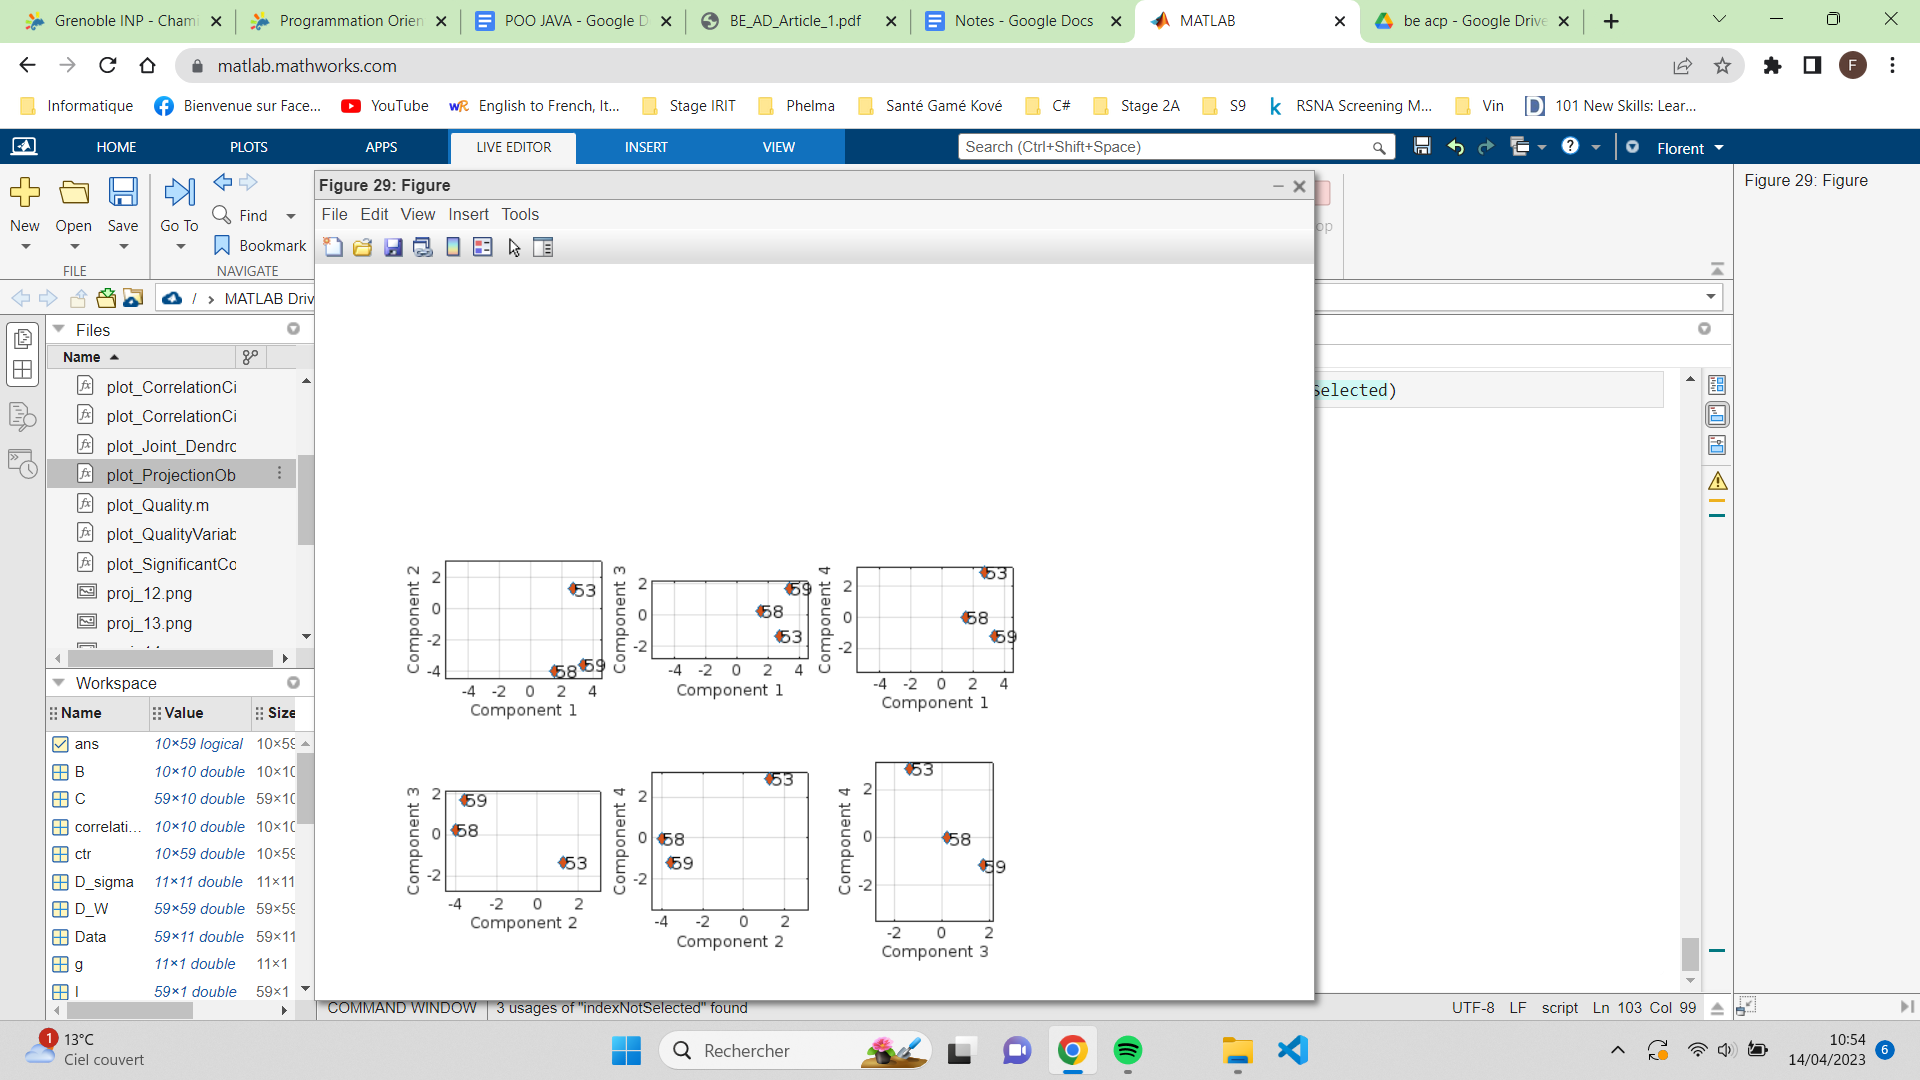 Grenoble INP - Chami
Programmation Orien
POO JAVA - Google D
BE_AD_Article_1.pdf
Notes - Google Docs
MATLAB
be acp - Google Drive
matlab.mathworks.com
F
Informatique
Bienvenue sur Face...
YouTube
English to French, It...
Stage IRIT
Phelma
Santé Gamé Kové
C#
Stage 2A
S9
RSNA Screening M...
Vin
101 New Skills: Lear...
HOME
PLOTS
APPS
LIVE EDITOR
INSERT
VIEW
Search (Ctrl+Shift+Space)
Florent
New
Open
Save
Go To
Find
Bookmark
FILE
NAVIGATE
Figure 29: Figure
File Edit View Insert Tools
op
Figure 29: Figure
/ › MATLAB Driv
Files
Name
plot_CorrelationCi
plot_CorrelationCi
plot_Joint_Dendrc
plot_ProjectionOb
plot_Quality.m
plot_QualityVariab
plot_SignificantCo
proj_12.png
proj_13.png
Selected)
Workspace
Name Value Size
ans 10×59 logical 10×59
B 10×10 double 10×10
C 59×10 double 59×10
correlati... 10×10 double 10×10
ctr 10×59 double 10×59
D_sigma 11×11 double 11×11
D_W 59×59 double 59×59
Data 59×11 double 59×11
g 11×1 double 11×1
I 59×1 double 59×1
Component 2
2
0
-2
-4
53
58
59
-4 -2 0 2 4
Component 1
Component 3
2
0
-2
59
58
53
-4 -2 0 2 4
Component 1
Component 4
2
0
-2
53
58
59
-4 -2 0 2 4
Component 1
Component 3
2
0
-2
59
58
53
-4 -2 0 2
Component 2
Component 4
2
0
-2
53
58
59
-4 -2 0 2
Component 2
Component 4
2
0
-2
53
58
59
-2 0 2
Component 3
COMMAND WINDOW
3 usages of "indexNotSelected" found
UTF-8 LF script Ln 103 Col 99
1
13°C
Ciel couvert
Rechercher
10:54
14/04/2023
6